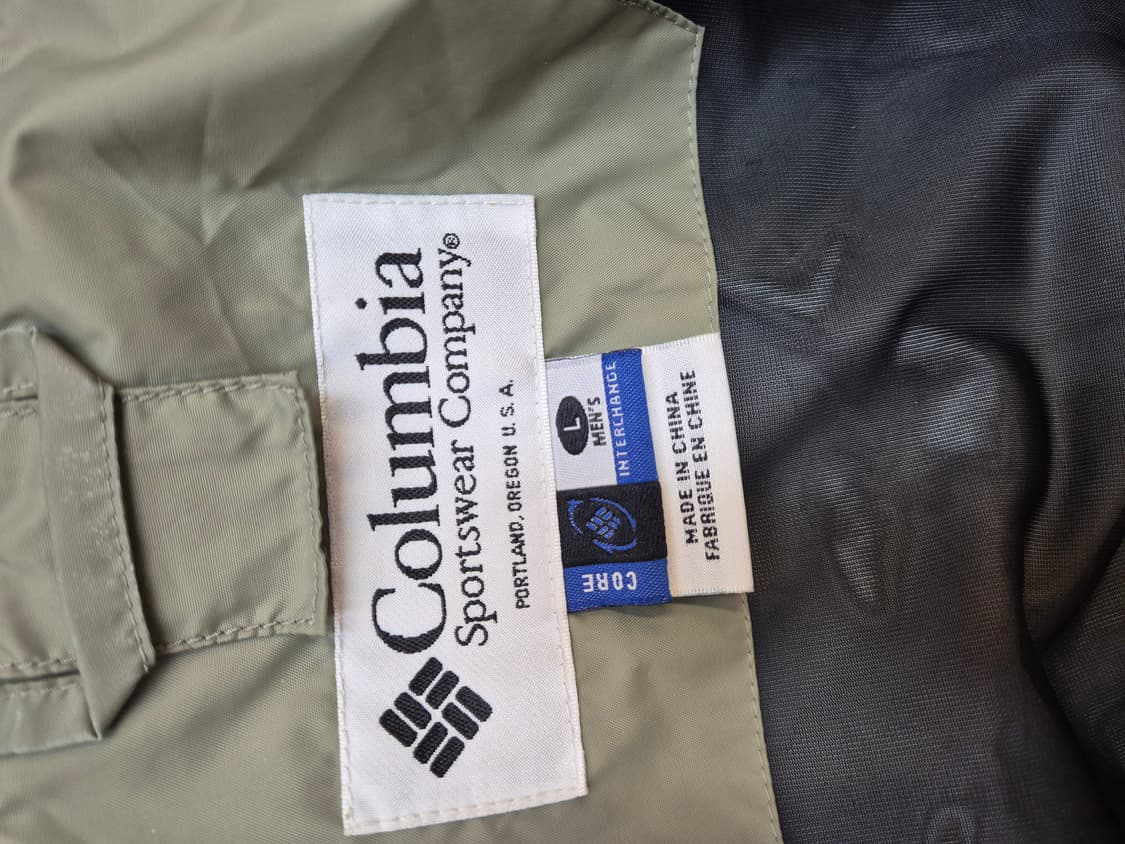 Columbia
Sportswear Company®
PORTLAND, OREGON U.S.A.
L
MEN'S
INTERCHANGE
CORE
MADE IN CHINA
FABRIQUE EN CHINE